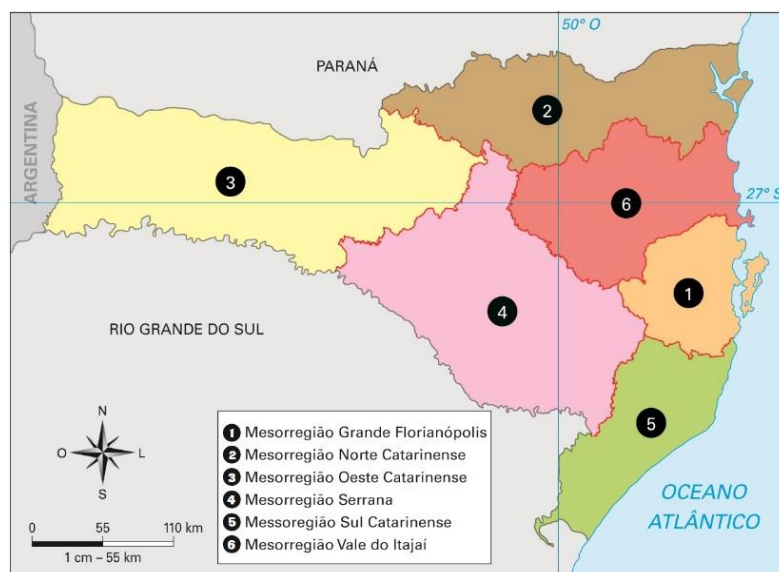 50° O
PARANÁ
ARGENTINA
2
3
27° S
6
1
4
RIO GRANDE DO SUL
5
N
O L
S
0 55 110 km
1 cm – 55 km
1 Mesorregião Grande Florianópolis
2 Mesorregião Norte Catarinense
3 Mesorregião Oeste Catarinense
4 Mesorregião Serrana
5 Messoregião Sul Catarinense
6 Mesorregião Vale do Itajaí
OCEANO
ATLÂNTICO